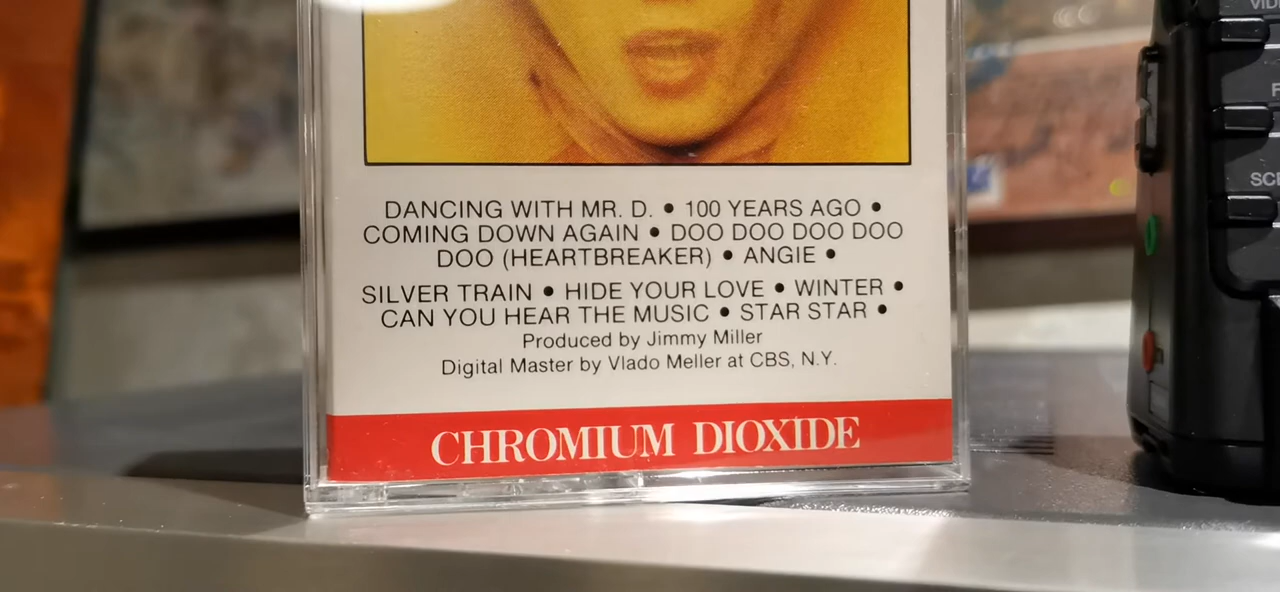 DANCING WITH MR. D. • 100 YEARS AGO •
COMING DOWN AGAIN • DOO DOO DOO DOO
DOO (HEARTBREAKER) • ANGIE •
SILVER TRAIN • HIDE YOUR LOVE • WINTER •
CAN YOU HEAR THE MUSIC • STAR STAR •
Produced by Jimmy Miller
Digital Master by Vlado Meller at CBS, N.Y.
CHROMIUM DIOXIDE